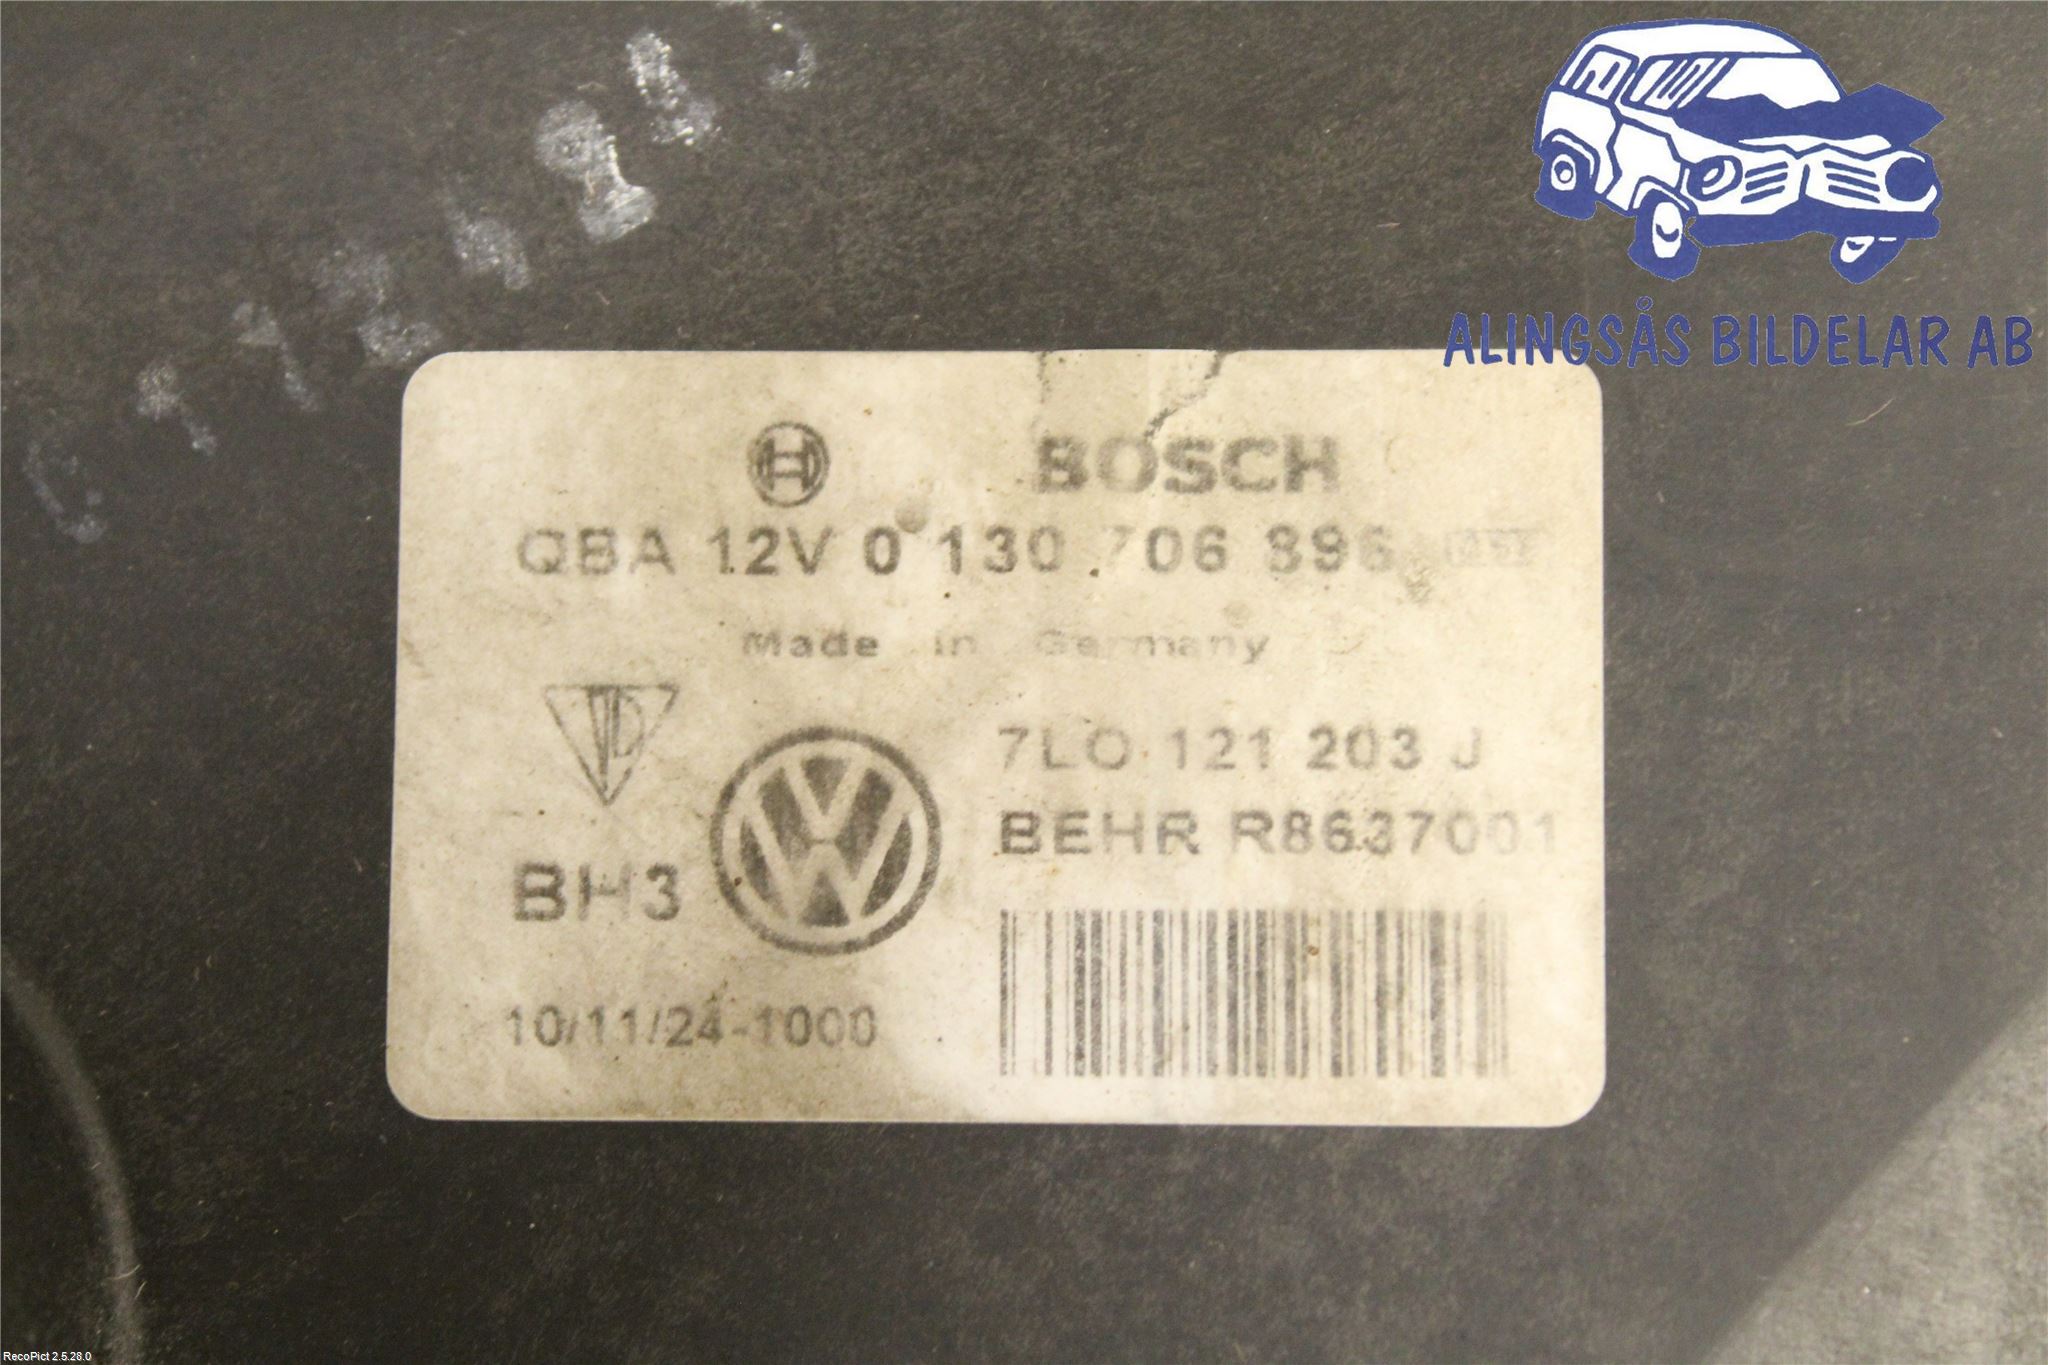 ALINGSÅS BILDELAR AB
BOSCH
QBA 12V 0 130 706 896
Made in Germany
7L0 121 203 J
BEHR R8637001
BH3
10/11/24-1000
RecoPict 2.5.28.0